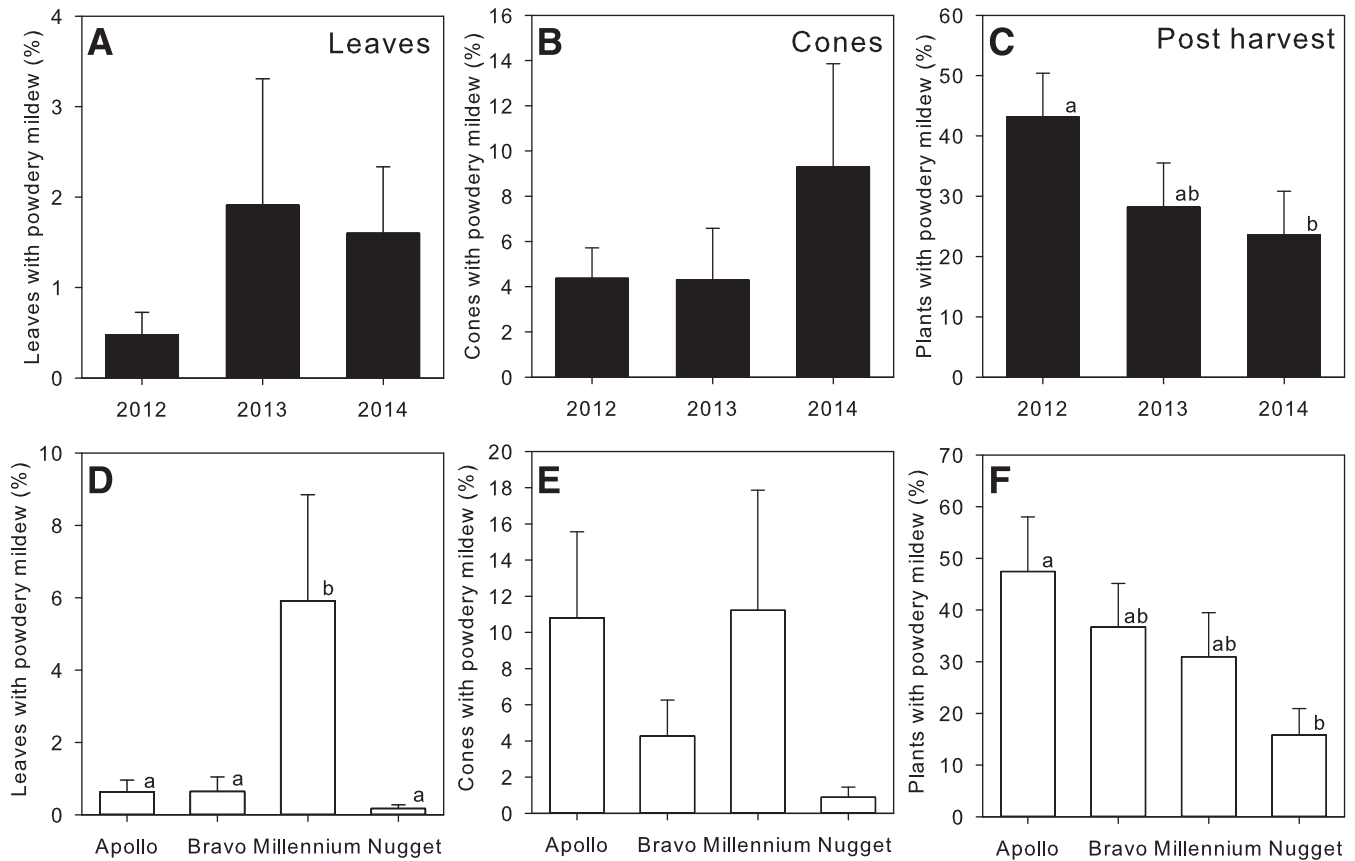 A
Leaves
Leaves with powdery mildew (%)
4
3
2
1
0
2012 2013 2014
B
Cones
Cones with powdery mildew (%)
16
14
12
10
8
6
4
2
0
2012 2013 2014
C
Post harvest
Plants with powdery mildew (%)
60
50
40
30
20
10
0
a
ab
b
2012 2013 2014
D
Leaves with powdery mildew (%)
10
8
6
4
2
0
a
a
b
a
Apollo Bravo Millennium Nugget
E
Cones with powdery mildew (%)
20
18
16
14
12
10
8
6
4
2
0
Apollo Bravo Millennium Nugget
F
Plants with powdery mildew (%)
70
60
50
40
30
20
10
0
a
ab
ab
b
Apollo Bravo Millennium Nugget